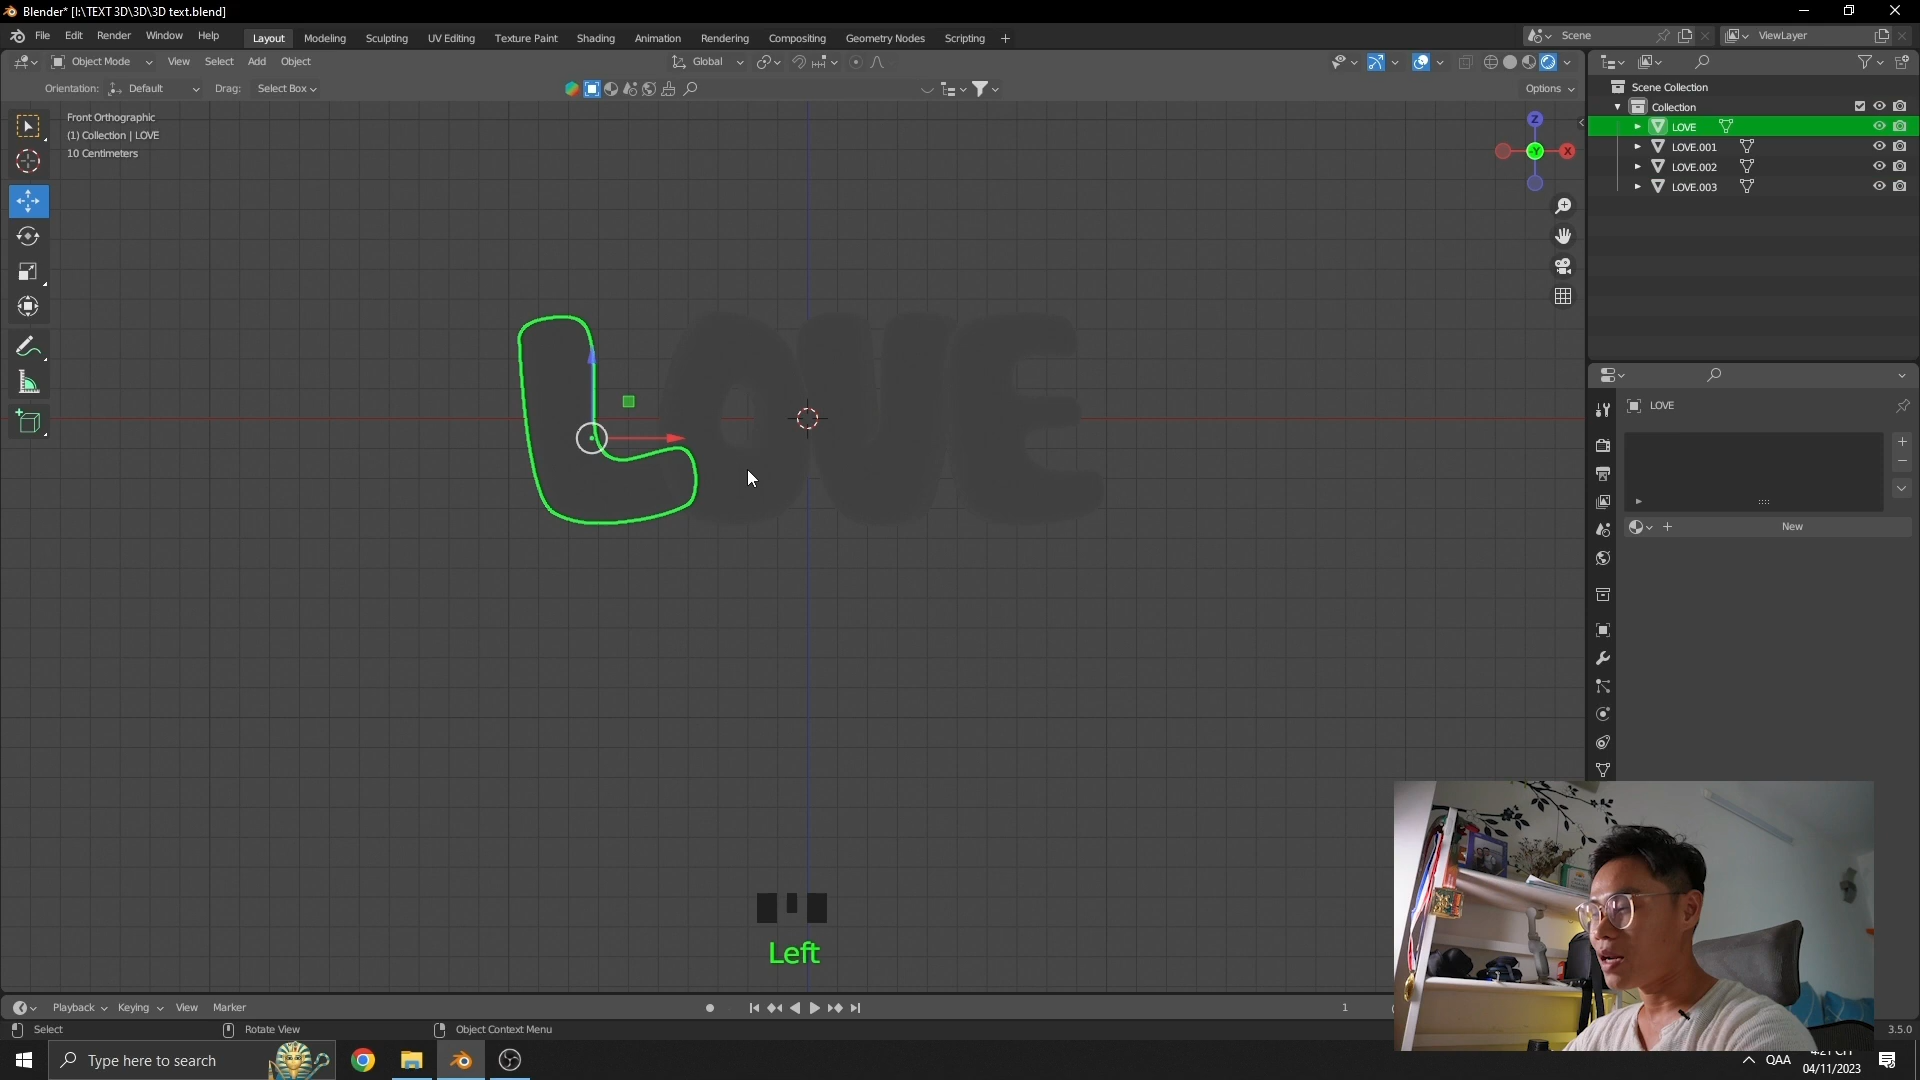 Blender* [I:\TEXT 3D\3D\3D text.blend]
File Edit Render Window Help Layout Modeling Sculpting UV Editing Texture Paint Shading Animation Rendering Compositing Geometry Nodes Scripting + Scene ViewLayer
Object Mode View Select Add Object Global
Orientation: Default Drag: Select Box Options
Front Orthographic
(1) Collection | LOVE
10 Centimeters
Z
-Y
X
Scene Collection
Collection
LOVE
LOVE.001
LOVE.002
LOVE.003
LOVE
New
LOVE
Left
Playback Keying View Marker 1
Select Rotate View Object Context Menu 3.5.0
Type here to search
QAA
04/11/2023